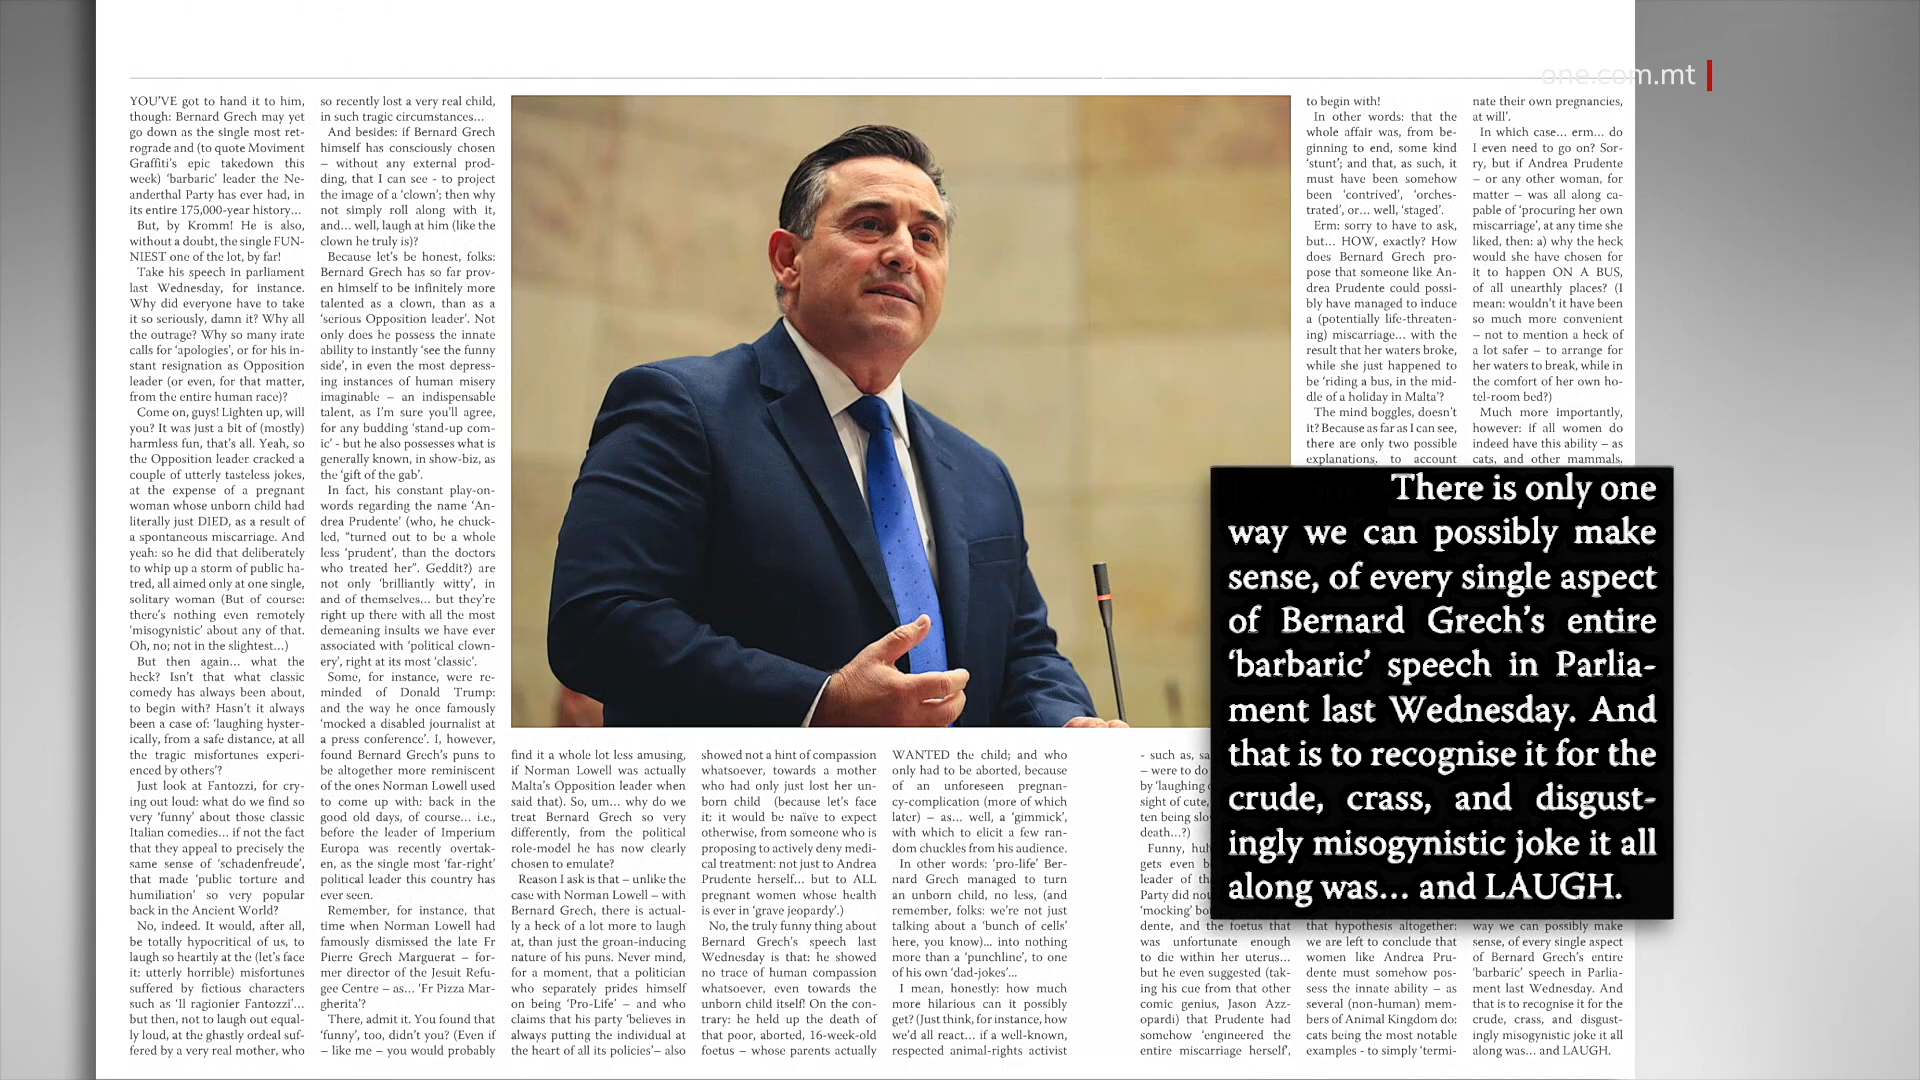 one.com.mt
YOU'VE got to hand it to him,
though: Bernard Grech may yet
go down as the single most ret-
rograde and (to quote Moviment
Graffiti's epic takedown this
week) 'barbaric' leader the Ne-
anderthal Party has ever had, in
its entire 175,000-year history...
But, by Kromm! He is also,
without a doubt, the single FUN-
NIEST one of the lot, by far!
Take his speech in parliament
last Wednesday, for instance.
Why did everyone have to take
it so seriously, damn it? Why all
the outrage? Why so many irate
calls for 'apologies', or for his in-
stant resignation as Opposition
leader (or even, for that matter,
from the entire human race)?
Come on, guys! Lighten up, will
you? It was just a bit of (mostly)
harmless fun, that's all. Yeah, so
the Opposition leader cracked a
couple of utterly tasteless jokes,
at the expense of a pregnant
woman whose unborn child had
literally just DIED, as a result of
a spontaneous miscarriage. And
yeah: so he did that deliberately
to whip up a storm of public ha-
tred, all aimed only at one single,
solitary woman (But of course:
there's nothing even remotely
'misogynistic' about any of that.
Oh, no; not in the slightest...)
But then again... what the
heck? Isn't that what classic
comedy has always been about,
to begin with? Hasn't it always
been a case of: 'laughing hyster-
ically, from a safe distance, at all
the tragic misfortunes experi-
enced by others'?
Just look at Fantozzi, for cry-
ing out loud: what do we find so
very 'funny' about those classic
Italian comedies... if not the fact
that they appeal to precisely the
same sense of 'schadenfreude',
that made 'public torture and
humiliation' so very popular
back in the Ancient World?
No, indeed. It would, after all,
be totally hypocritical of us, to
laugh so heartily at the (let's face
it: utterly horrible) misfortunes
suffered by fictious characters
such as 'Il ragionier Fantozzi'...
but then, not to laugh out equal-
ly loud, at the ghastly ordeal suf-
fered by a very real mother, who
so recently lost a very real child,
in such tragic circumstances...
And besides: if Bernard Grech
himself has consciously chosen
– without any external prod-
ding, that I can see - to project
the image of a 'clown'; then why
not simply roll along with it,
and... well, laugh at him (like the
clown he truly is)?
Because let's be honest, folks:
Bernard Grech has so far prov-
en himself to be infinitely more
talented as a clown, than as a
'serious Opposition leader'. Not
only does he possess the innate
ability to instantly 'see the funny
side', in even the most depress-
ing instances of human misery
imaginable – an indispensable
talent, as I'm sure you'll agree,
for any budding 'stand-up com-
ic' - but he also possesses what is
generally known, in show-biz, as
the 'gift of the gab'.
In fact, his constant play-on-
words regarding the name 'An-
drea Prudente' (who, he chuck-
led, "turned out to be a whole
less 'prudent', than the doctors
who treated her". Geddit?) are
not only 'brilliantly witty', in
and of themselves... but they're
right up there with all the most
demeaning insults we have ever
associated with 'political clown-
ery', right at its most 'classic'.
Some, for instance, were re-
minded of Donald Trump:
and the way he once famously
'mocked a disabled journalist at
a press conference'. I, however,
found Bernard Grech's puns to
be altogether more reminiscent
of the ones Norman Lowell used
to come up with: back in the
good old days, of course... i.e.,
before the leader of Imperium
Europa was recently overtak-
en, as the single most 'far-right'
political leader this country has
ever seen.
Remember, for instance, that
time when Norman Lowell had
famously dismissed the late Fr
Pierre Grech Marguerat – for-
mer director of the Jesuit Refu-
gee Centre – as... 'Fr Pizza Mar-
gherita'?
There, admit it. You found that
'funny', too, didn't you? (Even if
– like me – you would probably
find it a whole lot less amusing,
if Norman Lowell was actually
Malta's Opposition leader when
said that). So, um... why do we
treat Bernard Grech so very
differently, from the political
role-model he has now clearly
chosen to emulate?
Reason I ask is that – unlike the
case with Norman Lowell – with
Bernard Grech, there is actual-
ly a heck of a lot more to laugh
at, than just the groan-inducing
nature of his puns. Never mind,
for a moment, that a politician
who separately prides himself
on being 'Pro-Life' – and who
claims that his party 'believes in
always putting the individual at
the heart of all its policies'– also
showed not a hint of compassion
whatsoever, towards a mother
who had only just lost her un-
born child (because let's face
it: it would be naïve to expect
otherwise, from someone who is
proposing to actively deny medi-
cal treatment: not just to Andrea
Prudente herself... but to ALL
pregnant women whose health
is ever in 'grave jeopardy'.)
No, the truly funny thing about
Bernard Grech's speech last
Wednesday is that: he showed
no trace of human compassion
whatsoever, even towards the
unborn child itself! On the con-
trary: he held up the death of
that poor, aborted, 16-week-old
foetus – whose parents actually
WANTED the child; and who
only had to be aborted, because
of an unforeseen pregnan-
cy-complication (more of which
later) – as... well, a 'gimmick',
with which to elicit a few ran-
dom chuckles from his audience.
In other words: 'pro-life' Ber-
nard Grech managed to turn
an unborn child, no less, (and
remember, folks: we're not just
talking about a 'bunch of cells'
here, you know)... into nothing
more than a 'punchline', to one
of his own 'dad-jokes'...
I mean, honestly: how much
more hilarious can it possibly
get? (Just think, for instance, how
we'd all react... if a well-known,
respected animal-rights activist
- such as, sa
– were to do
by 'laughing
sight of cute,
ten being slo
death...?)
Funny, huh
gets even b
leader of the
Party did not
'mocking' bo
dente, and the foetus that
was unfortunate enough
to die within her uterus...
but he even suggested (tak-
ing his cue from that other
comic genius, Jason Azz-
opardi) that Prudente had
somehow 'engineered the
entire miscarriage herself',
to begin with!
In other words: that the
whole affair was, from be-
ginning to end, some kind
'stunt'; and that, as such, it
must have been somehow
been 'contrived', 'orches-
trated', or... well, 'staged'.
Erm: sorry to have to ask,
but... HOW, exactly? How
does Bernard Grech pro-
pose that someone like An-
drea Prudente could possi-
bly have managed to induce
a (potentially life-threaten-
ing) miscarriage... with the
result that her waters broke,
while she just happened to
be 'riding a bus, in the mid-
dle of a holiday in Malta'?
The mind boggles, doesn't
it? Because as far as I can see,
there are only two possible
explanations, to account
that hypothesis altogether:
we are left to conclude that
women like Andrea Pru-
dente must somehow pos-
sess the innate ability – as
several (non-human) mem-
bers of Animal Kingdom do:
cats being the most notable
examples - to simply 'termi-
nate their own pregnancies,
at will'.
In which case... erm... do
I even need to go on? Sor-
ry, but if Andrea Prudente
– or any other woman, for
matter – was all along ca-
pable of 'procuring her own
miscarriage', at any time she
liked, then: a) why the heck
would she have chosen for
it to happen ON A BUS,
of all unearthly places? (I
mean: wouldn't it have been
so much more convenient
– not to mention a heck of
a lot safer – to arrange for
her waters to break, while in
the comfort of her own ho-
tel-room bed?)
Much more importantly,
however: if all women do
indeed have this ability – as
cats, and other mammals,
way we can possibly make
sense, of every single aspect
of Bernard Grech's entire
'barbaric' speech in Parlia-
ment last Wednesday. And
that is to recognise it for the
crude, crass, and disgust-
ingly misogynistic joke it all
along was... and LAUGH.
There is only one
way we can possibly make
sense, of every single aspect
of Bernard Grech's entire
'barbaric' speech in Parlia-
ment last Wednesday. And
that is to recognise it for the
crude, crass, and disgust-
ingly misogynistic joke it all
along was... and LAUGH.